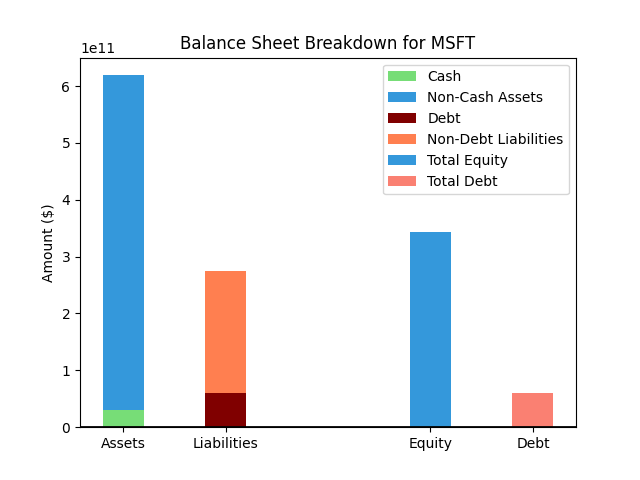 Balance Sheet Breakdown for MSFT
1e11
Cash
Non-Cash Assets
Debt
Non-Debt Liabilities
Total Equity
Total Debt
6
5
4
3
2
1
0
Amount ($)
Assets Liabilities Equity Debt